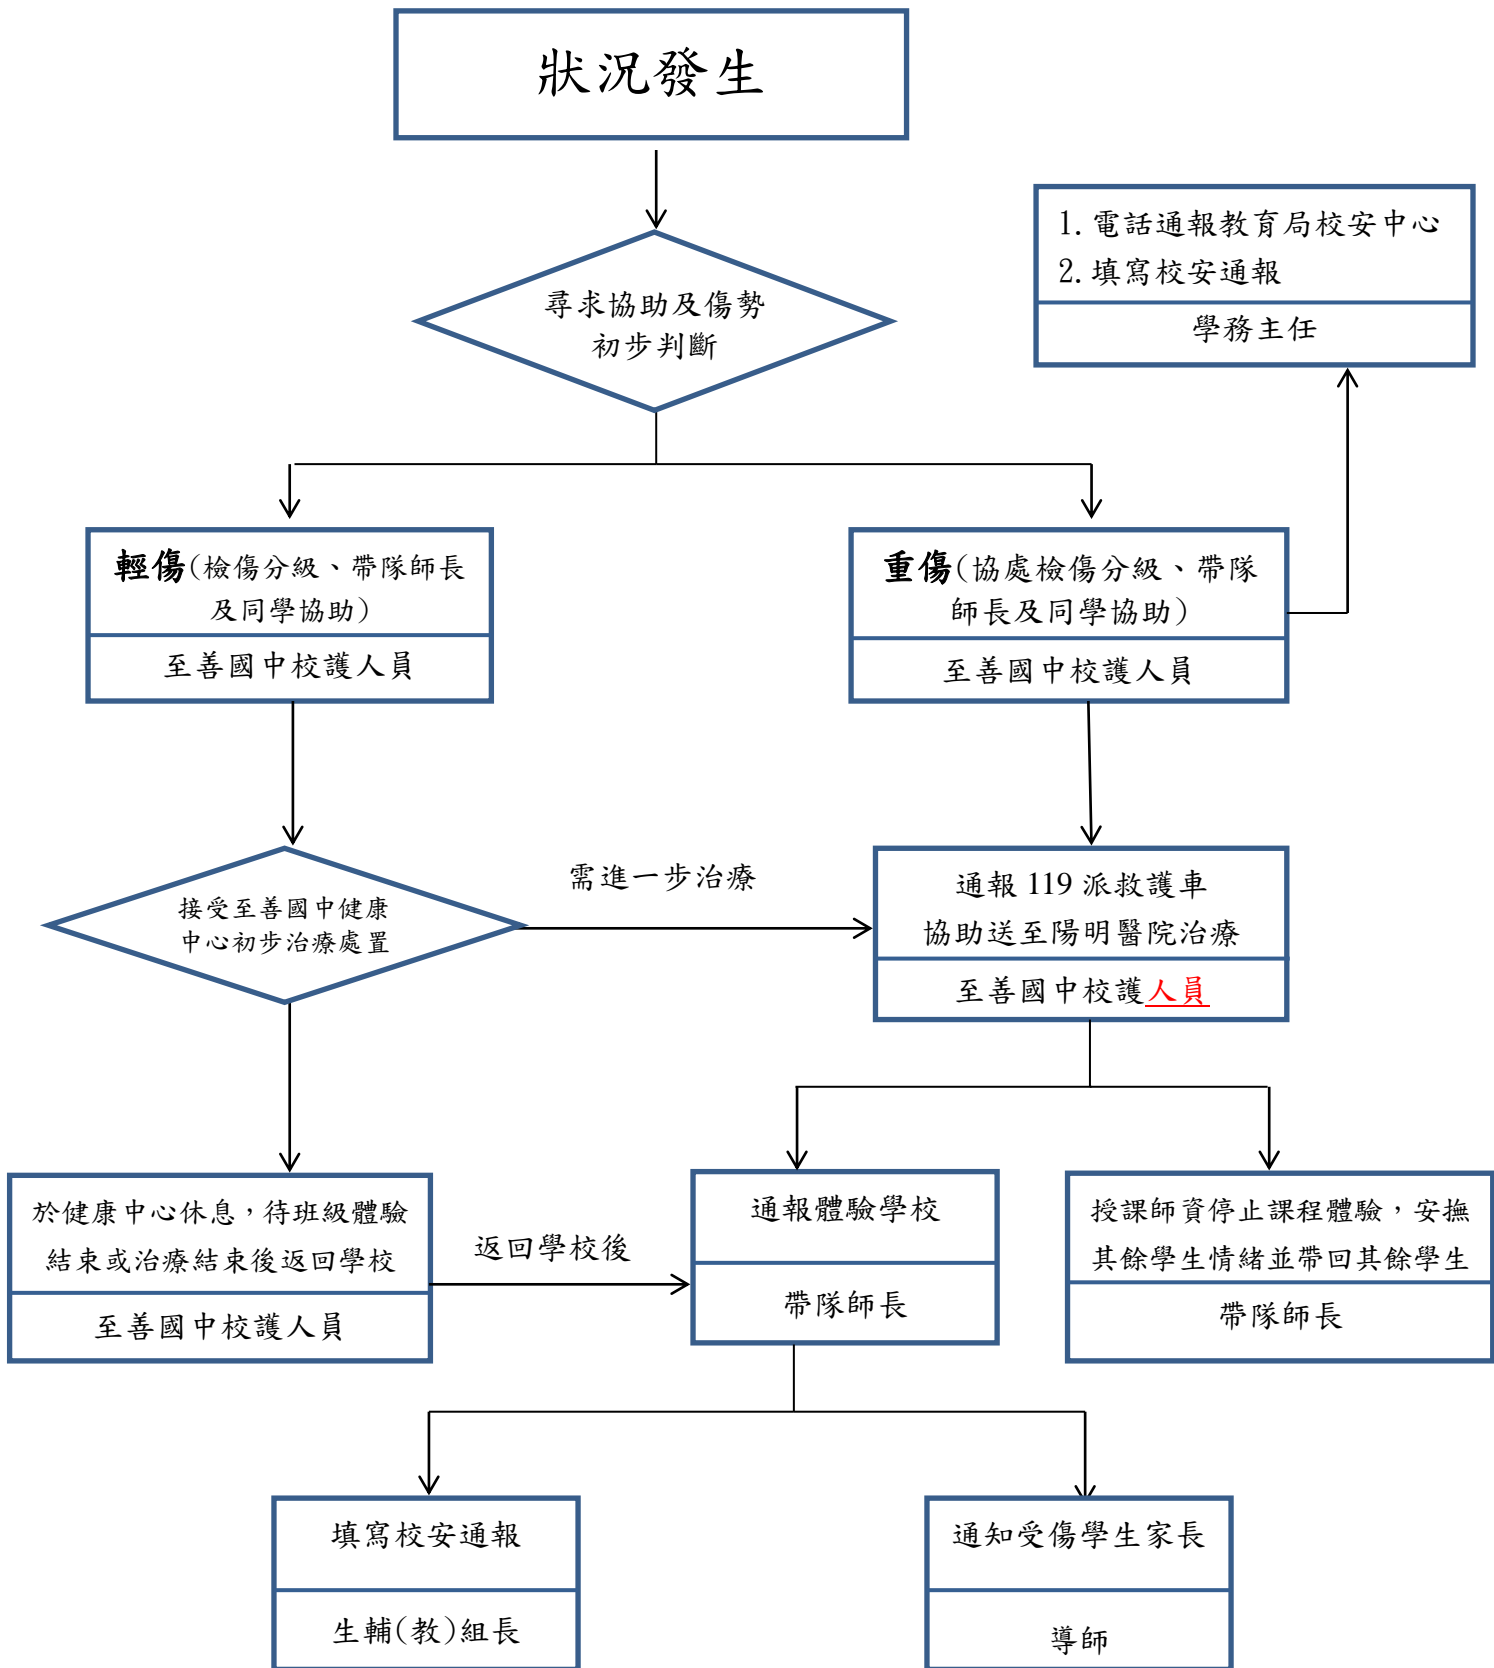 狀況發生
1. 電話通報教育局校安中心
2. 填寫校安通報
學務主任
尋求協助及傷勢
初步判斷
輕傷(檢傷分級、帶隊師長
及同學協助)
至善國中校護人員
重傷(協處檢傷分級、帶隊
師長及同學協助)
至善國中校護人員
接受至善國中健康
中心初步治療處置
需進一步治療
通報 119 派救護車
協助送至陽明醫院治療
至善國中校護人員
於健康中心休息，待班級體驗
結束或治療結束後返回學校
至善國中校護人員
返回學校後
通報體驗學校
帶隊師長
授課師資停止課程體驗，安撫
其餘學生情緒並帶回其餘學生
帶隊師長
填寫校安通報
生輔(教)組長
通知受傷學生家長
導師